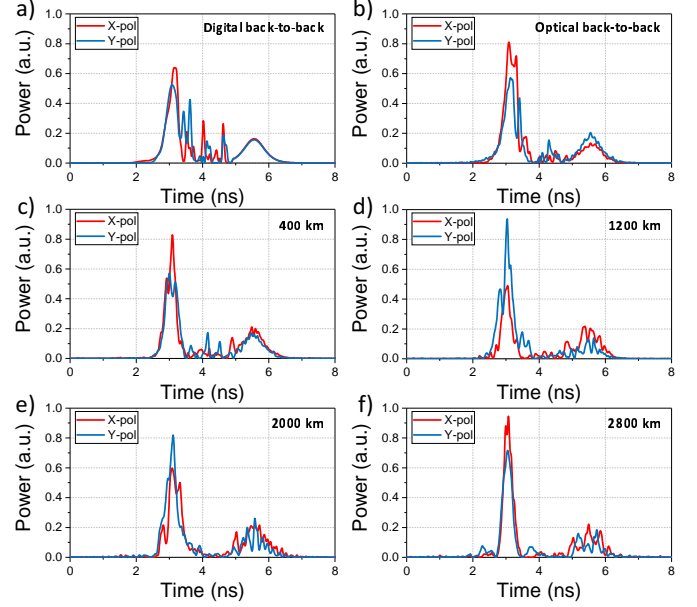 a)
Digital back-to-back
X-pol
Y-pol
Power (a.u.)
1.0
0.8
0.6
0.4
0.2
0.0
0 2 4 6 8
Time (ns)
b)
Optical back-to-back
X-pol
Y-pol
Power (a.u.)
1.0
0.8
0.6
0.4
0.2
0.0
0 2 4 6 8
Time (ns)
c)
400 km
X-pol
Y-pol
Power (a.u.)
1.0
0.8
0.6
0.4
0.2
0.0
0 2 4 6 8
Time (ns)
d)
1200 km
X-pol
Y-pol
Power (a.u.)
1.0
0.8
0.6
0.4
0.2
0.0
0 2 4 6 8
Time (ns)
e)
2000 km
X-pol
Y-pol
Power (a.u.)
1.0
0.8
0.6
0.4
0.2
0.0
0 2 4 6 8
Time (ns)
f)
2800 km
X-pol
Y-pol
Power (a.u.)
1.0
0.8
0.6
0.4
0.2
0.0
0 2 4 6 8
Time (ns)